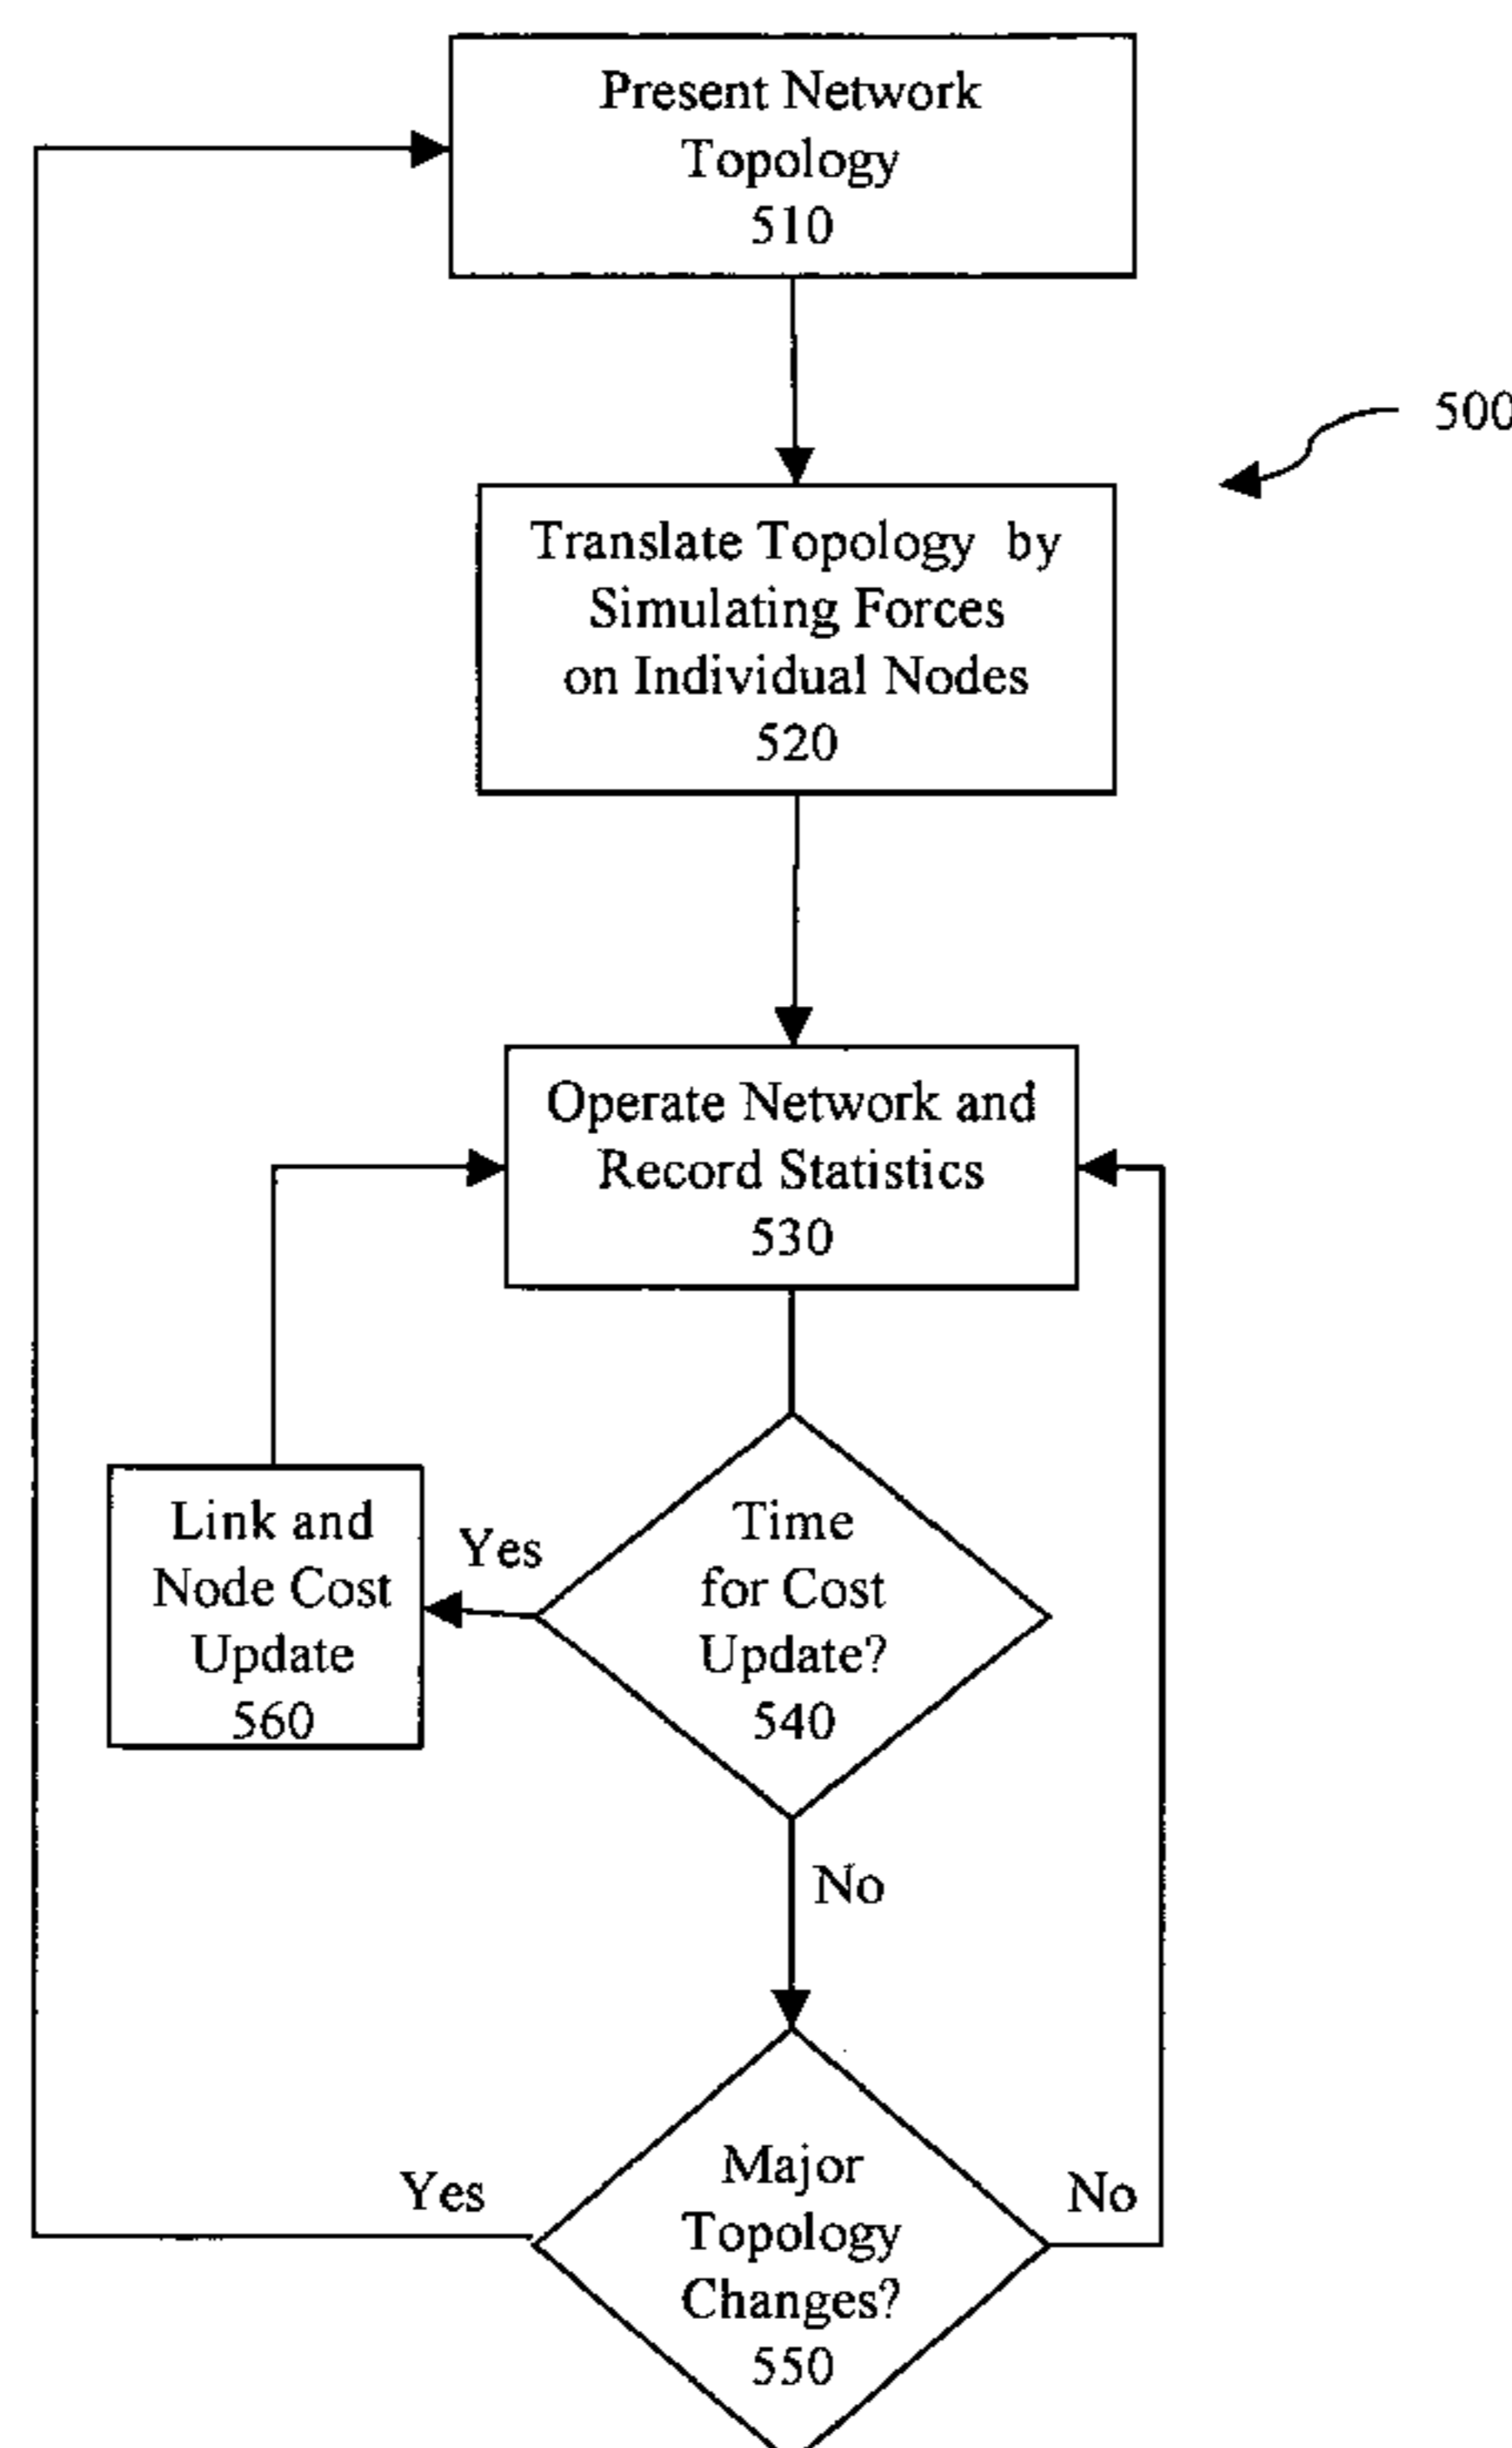 Present Network
Topology
510
500
Translate Topology by
Simulating Forces
on Individual Nodes
520
Operate Network and
Record Statistics
530
Link and
Node Cost
Update
560
Yes
Time
for Cost
Update?
540
No
Yes
Major
Topology
Changes?
550
No